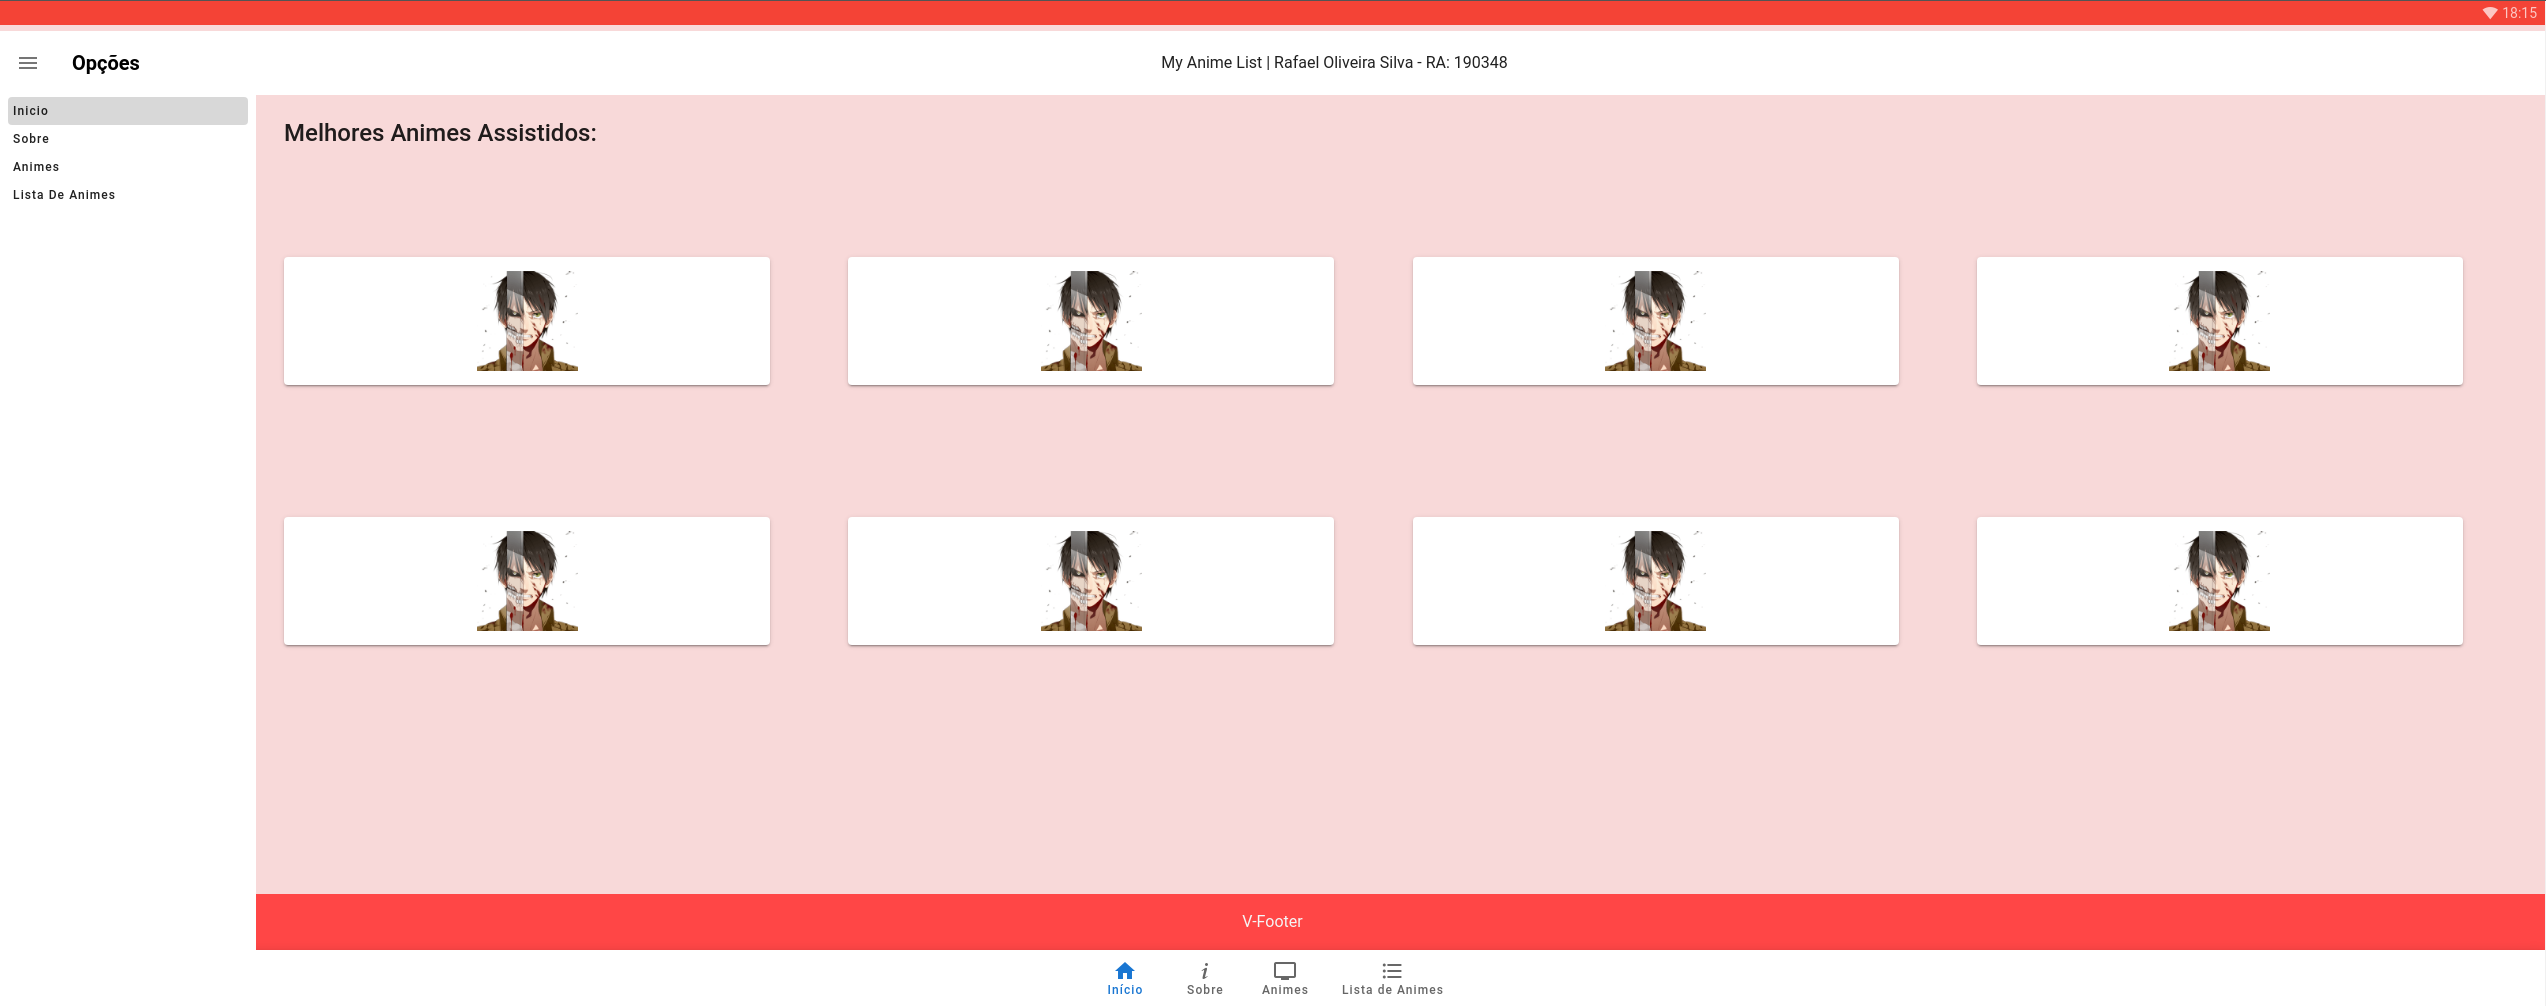 18:15
Opções
My Anime List | Rafael Oliveira Silva - RA: 190348
Inicio
Sobre
Animes
Lista De Animes
Melhores Animes Assistidos:
V-Footer
Início
Sobre
Animes
Lista de Animes